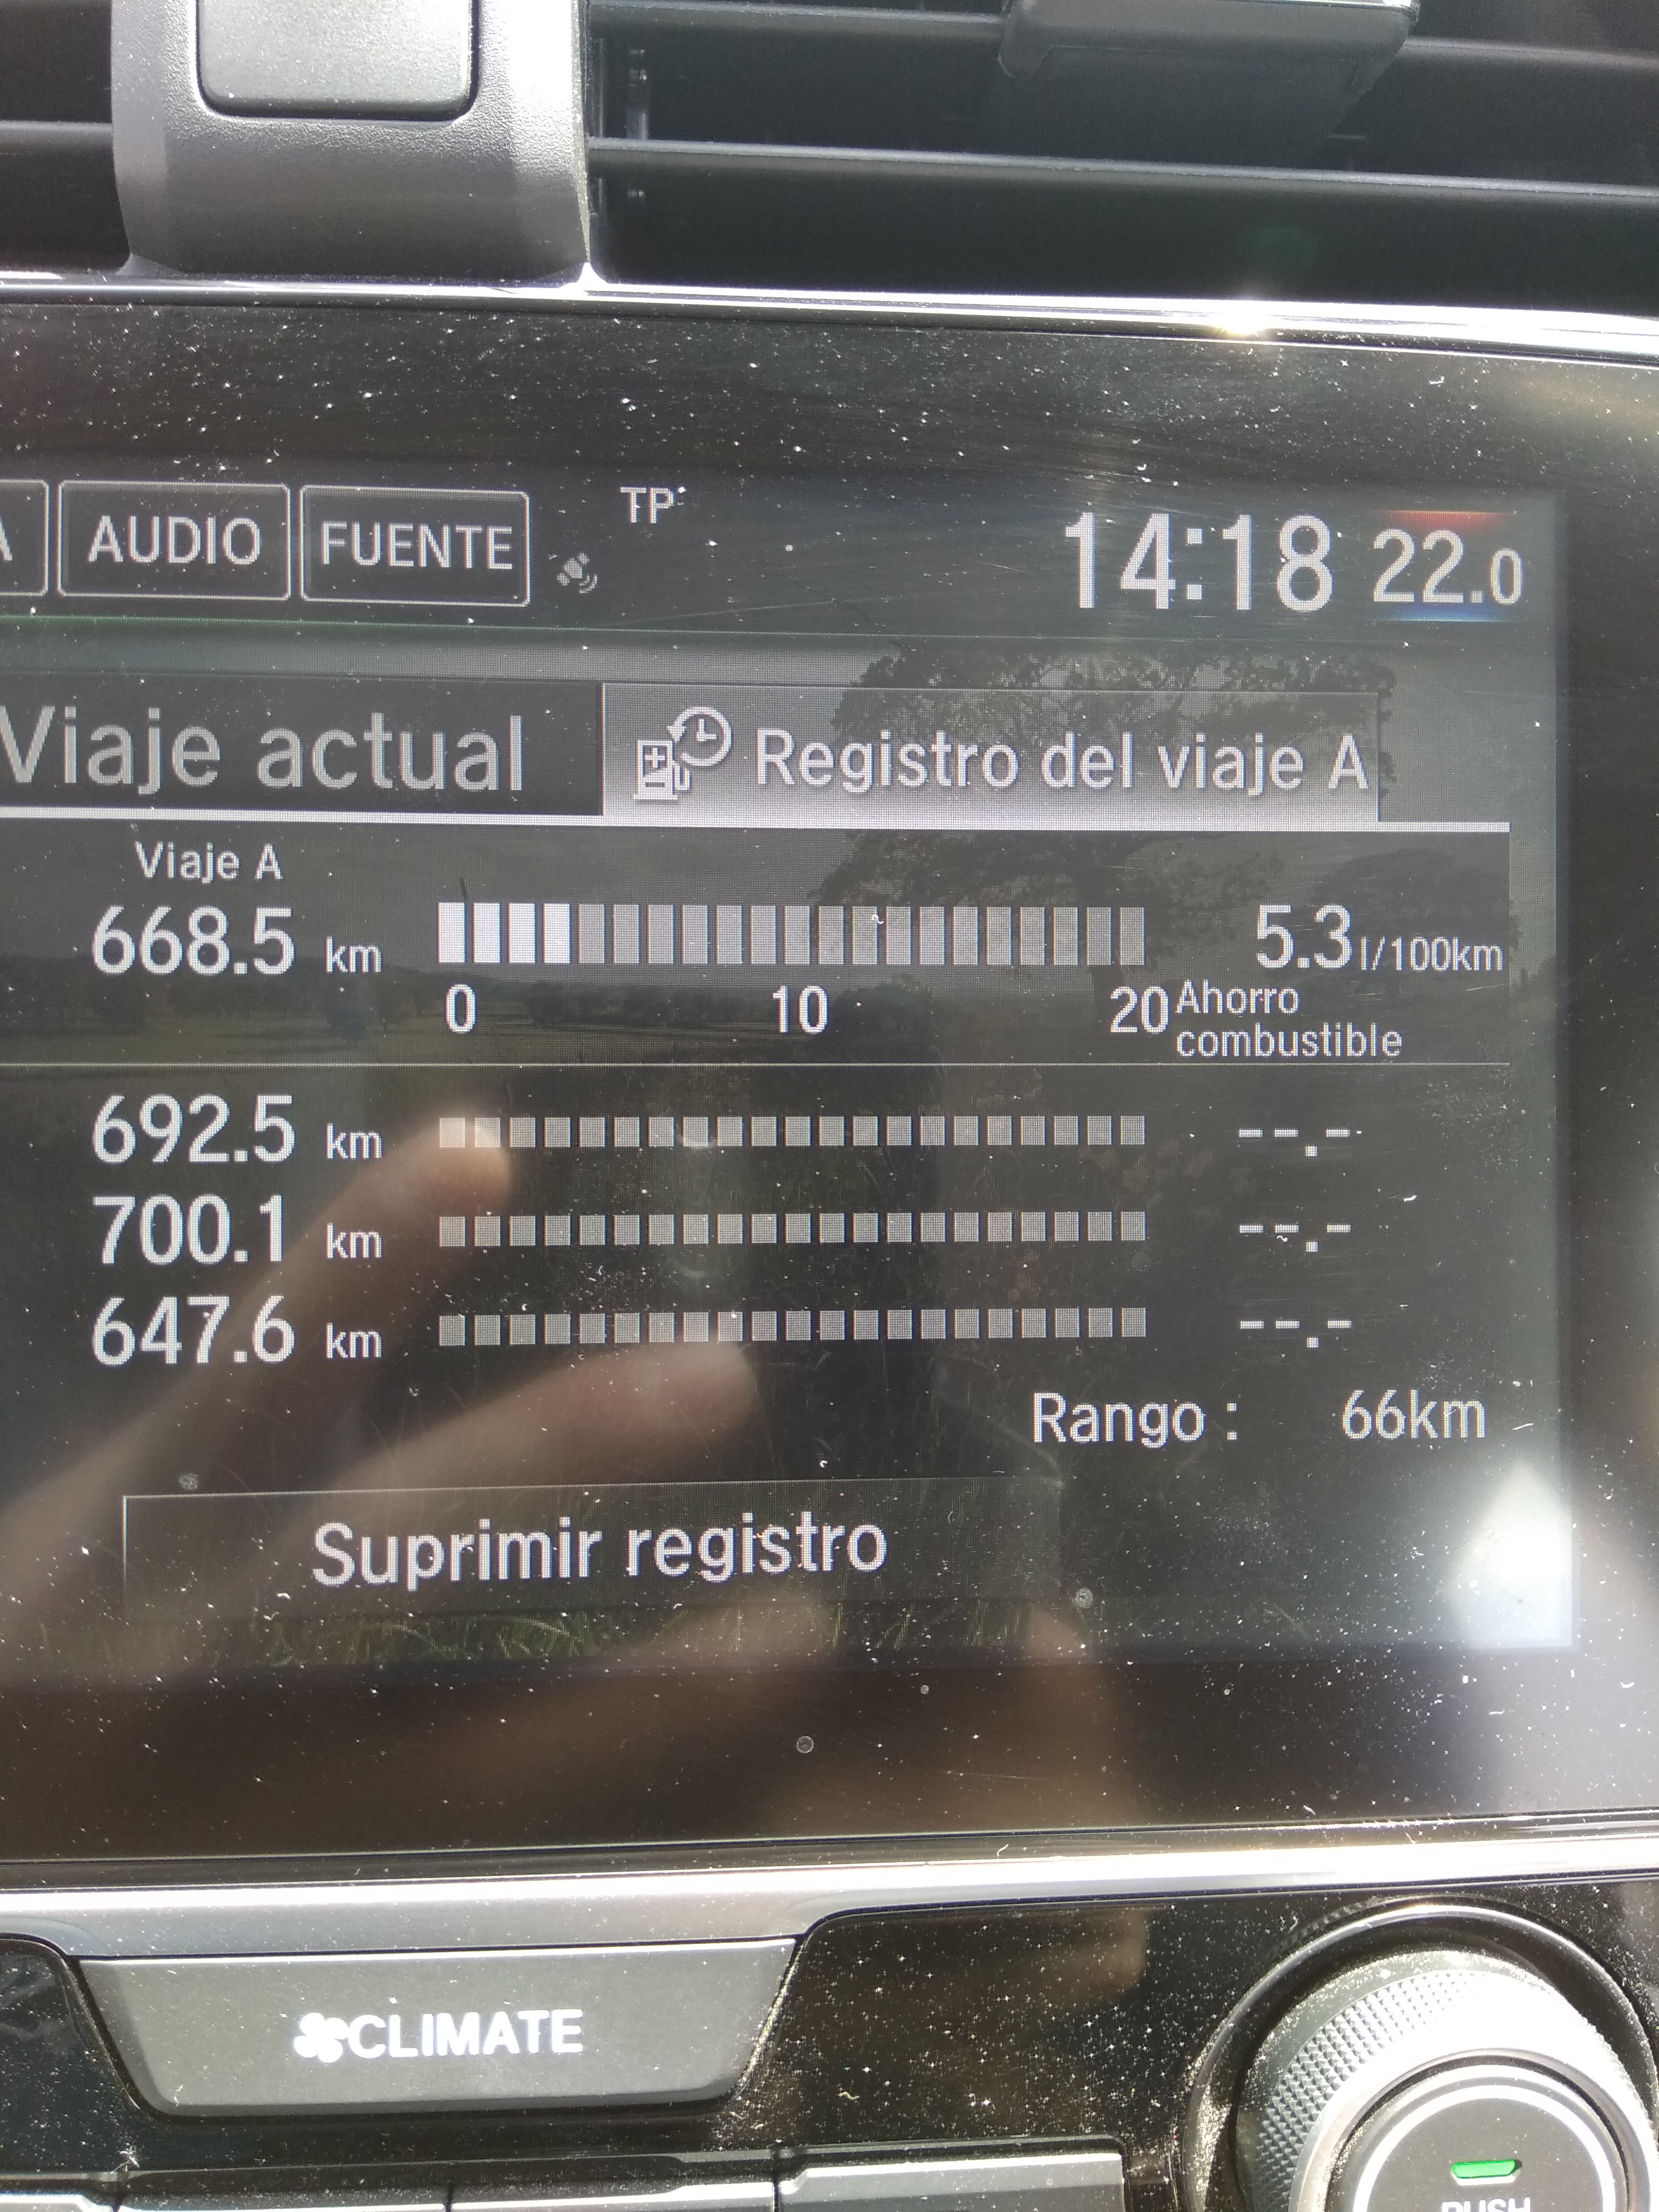 A AUDIO FUENTE TP 14:18 22.0
Viaje actual Registro del viaje A
Viaje A
668.5 km 5.3 l/100km
0 10 20 Ahorro
combustible
692.5 km --.-
700.1 km --.-
647.6 km --.-
Rango : 66km
Suprimir registro
CLIMATE
PUSH